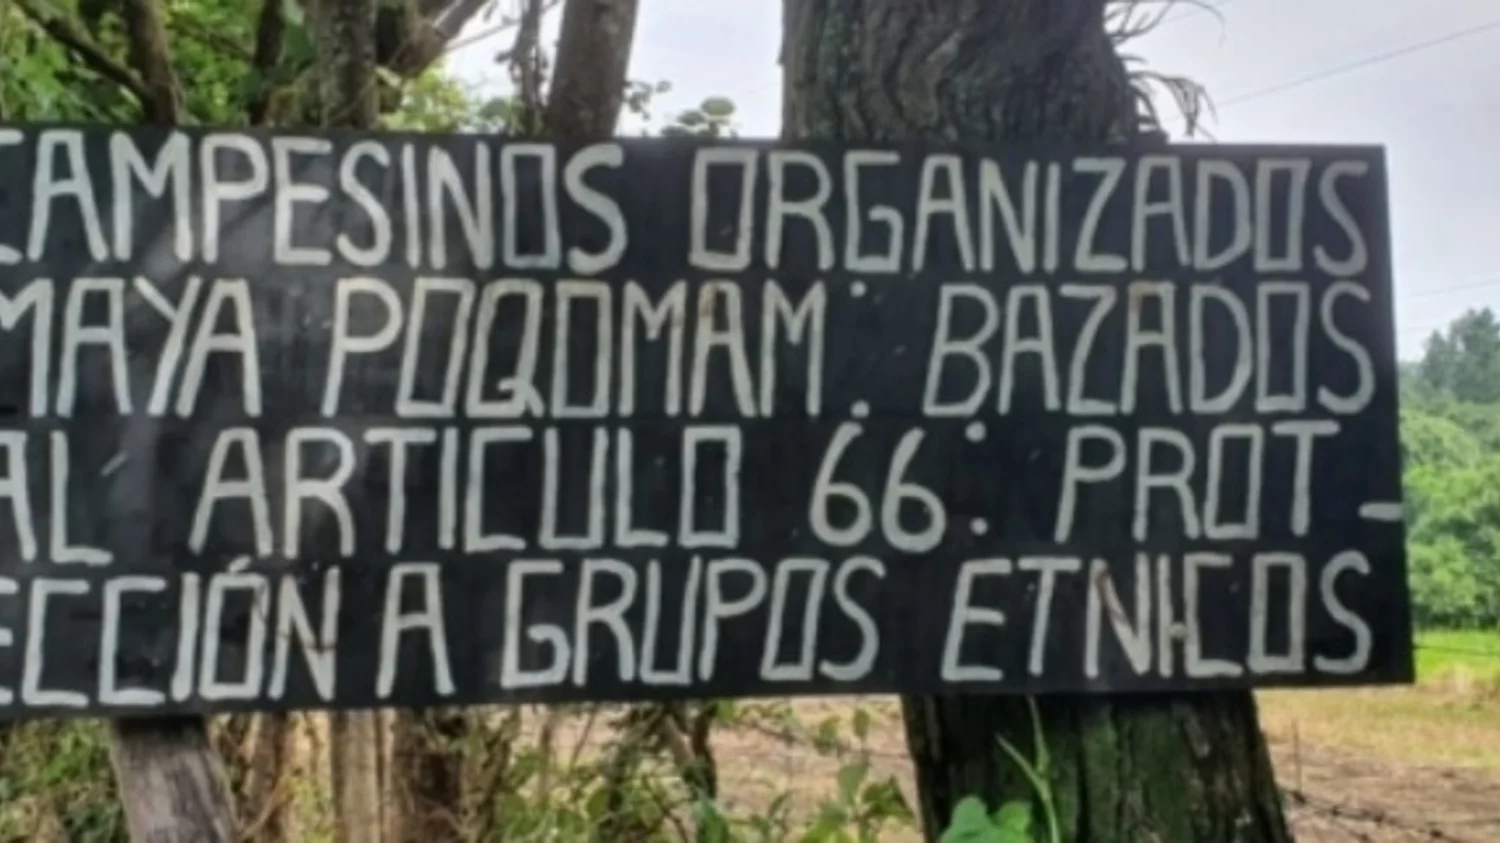 CAMPESINOS ORGANIZADOS
MAYA POQOMAM. BAZADOS
AL ARTICULO 66. PROT-
ECCIÓN A GRUPOS ETNICOS